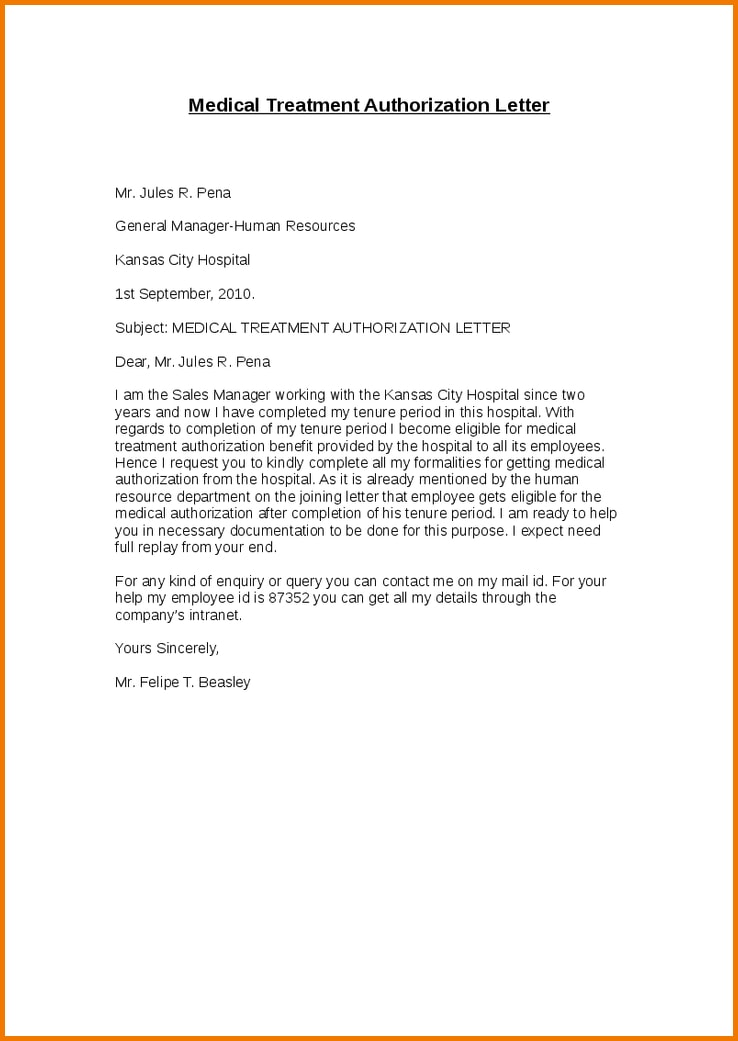 Medical Treatment Authorization Letter
Mr. Jules R. Pena
General Manager-Human Resources
Kansas City Hospital
1st September, 2010.
Subject: MEDICAL TREATMENT AUTHORIZATION LETTER
Dear, Mr. Jules R. Pena
I am the Sales Manager working with the Kansas City Hospital since two
years and now I have completed my tenure period in this hospital. With
regards to completion of my tenure period I become eligible for medical
treatment authorization benefit provided by the hospital to all its employees.
Hence I request you to kindly complete all my formalities for getting medical
authorization from the hospital. As it is already mentioned by the human
resource department on the joining letter that employee gets eligible for the
medical authorization after completion of his tenure period. I am ready to help
you in necessary documentation to be done for this purpose. I expect need
full replay from your end.
For any kind of enquiry or query you can contact me on my mail id. For your
help my employee id is 87352 you can get all my details through the
company's intranet.
Yours Sincerely,
Mr. Felipe T. Beasley